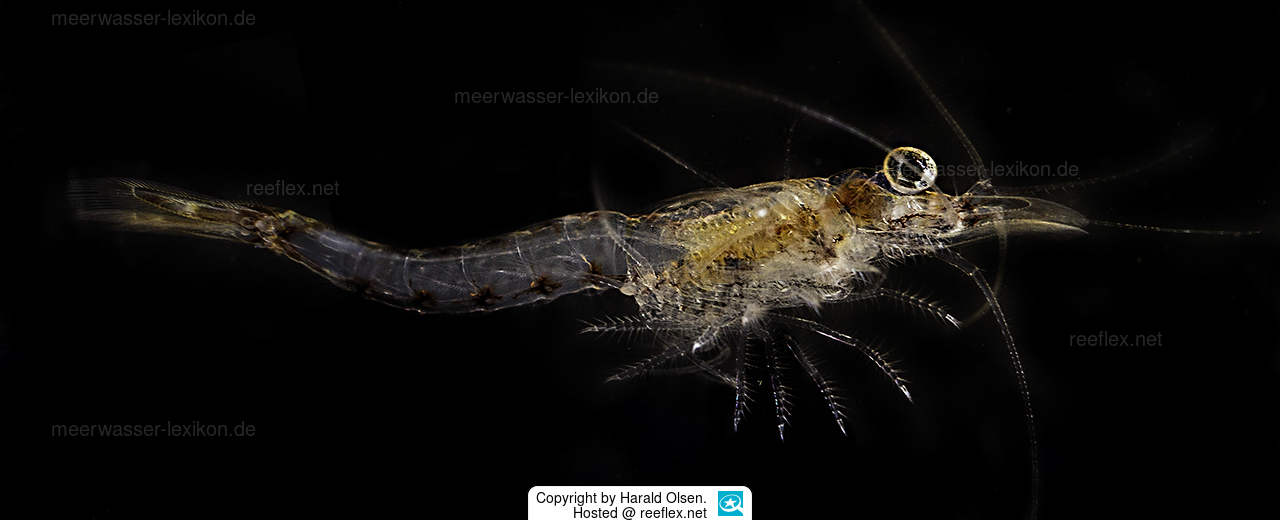 meerwasser-lexikon.de
meerwasser-lexikon.de
meerwasser-lexikon.de
reeflex.net
reeflex.net
meerwasser-lexikon.de
Copyright by Harald Olsen.
Hosted @ reeflex.net